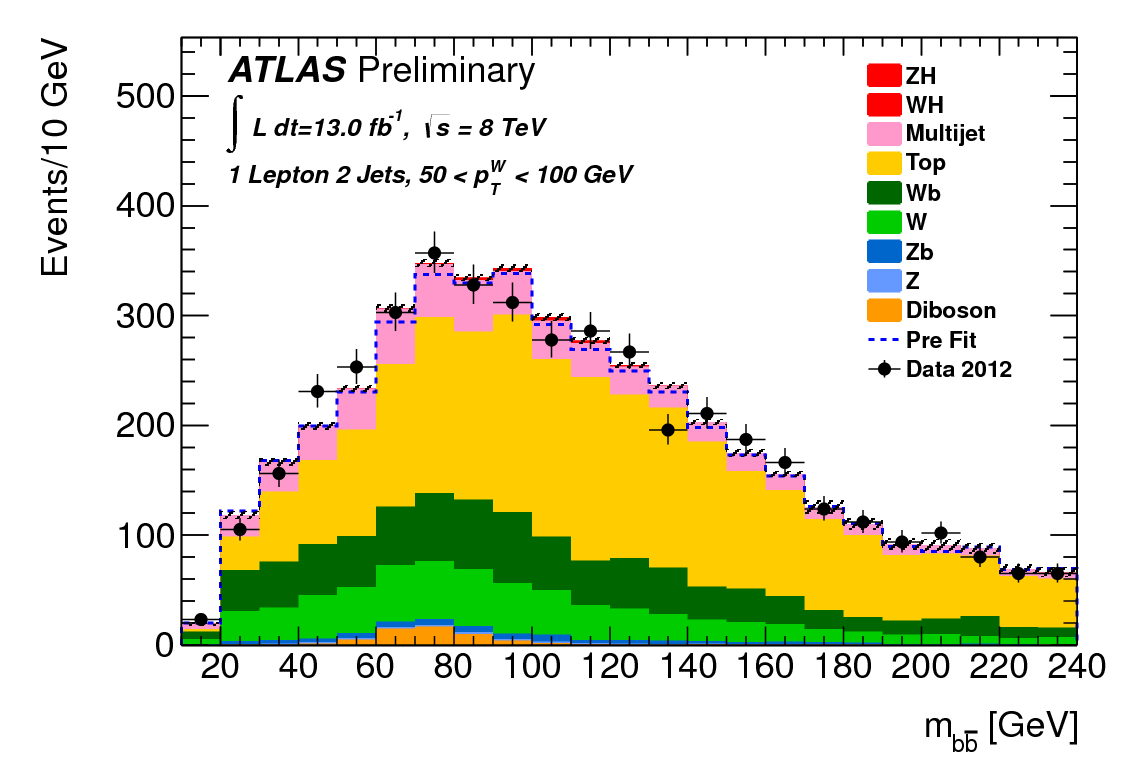 Events/10 GeV
500
400
300
200
100
0
ATLAS Preliminary
∫ L dt=13.0 fb⁻¹, √s = 8 TeV
1 Lepton 2 Jets, 50 < p_T^W < 100 GeV
ZH
WH
Multijet
Top
Wb
W
Zb
Z
Diboson
Pre Fit
Data 2012
20 40 60 80 100 120 140 160 180 200 220 240
m_bb̅ [GeV]